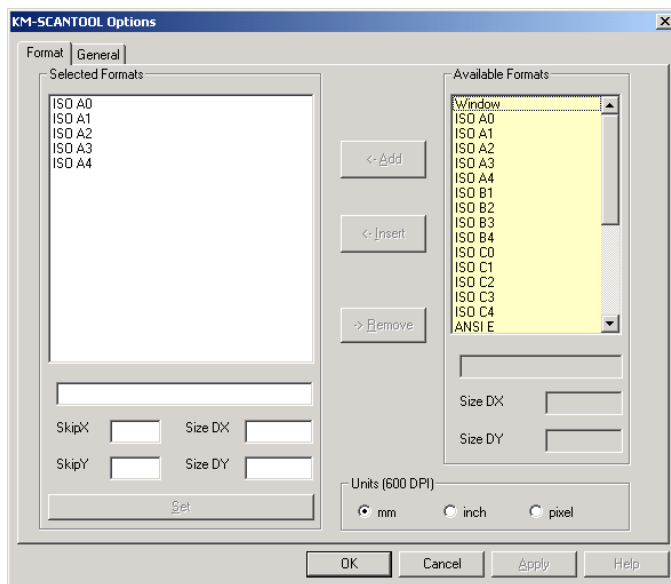 KM-SCANTOOL Options
Format General
Selected Formats
ISO A0
ISO A1
ISO A2
ISO A3
ISO A4
SkipX Size DX
SkipY Size DY
Set
<- Add
<- Insert
-> Remove
Available Formats
Window
ISO A0
ISO A1
ISO A2
ISO A3
ISO A4
ISO B1
ISO B2
ISO B3
ISO B4
ISO C0
ISO C1
ISO C2
ISO C3
ISO C4
ANSI E
Size DX
Size DY
Units (600 DPI)
mm inch pixel
OK Cancel Apply Help